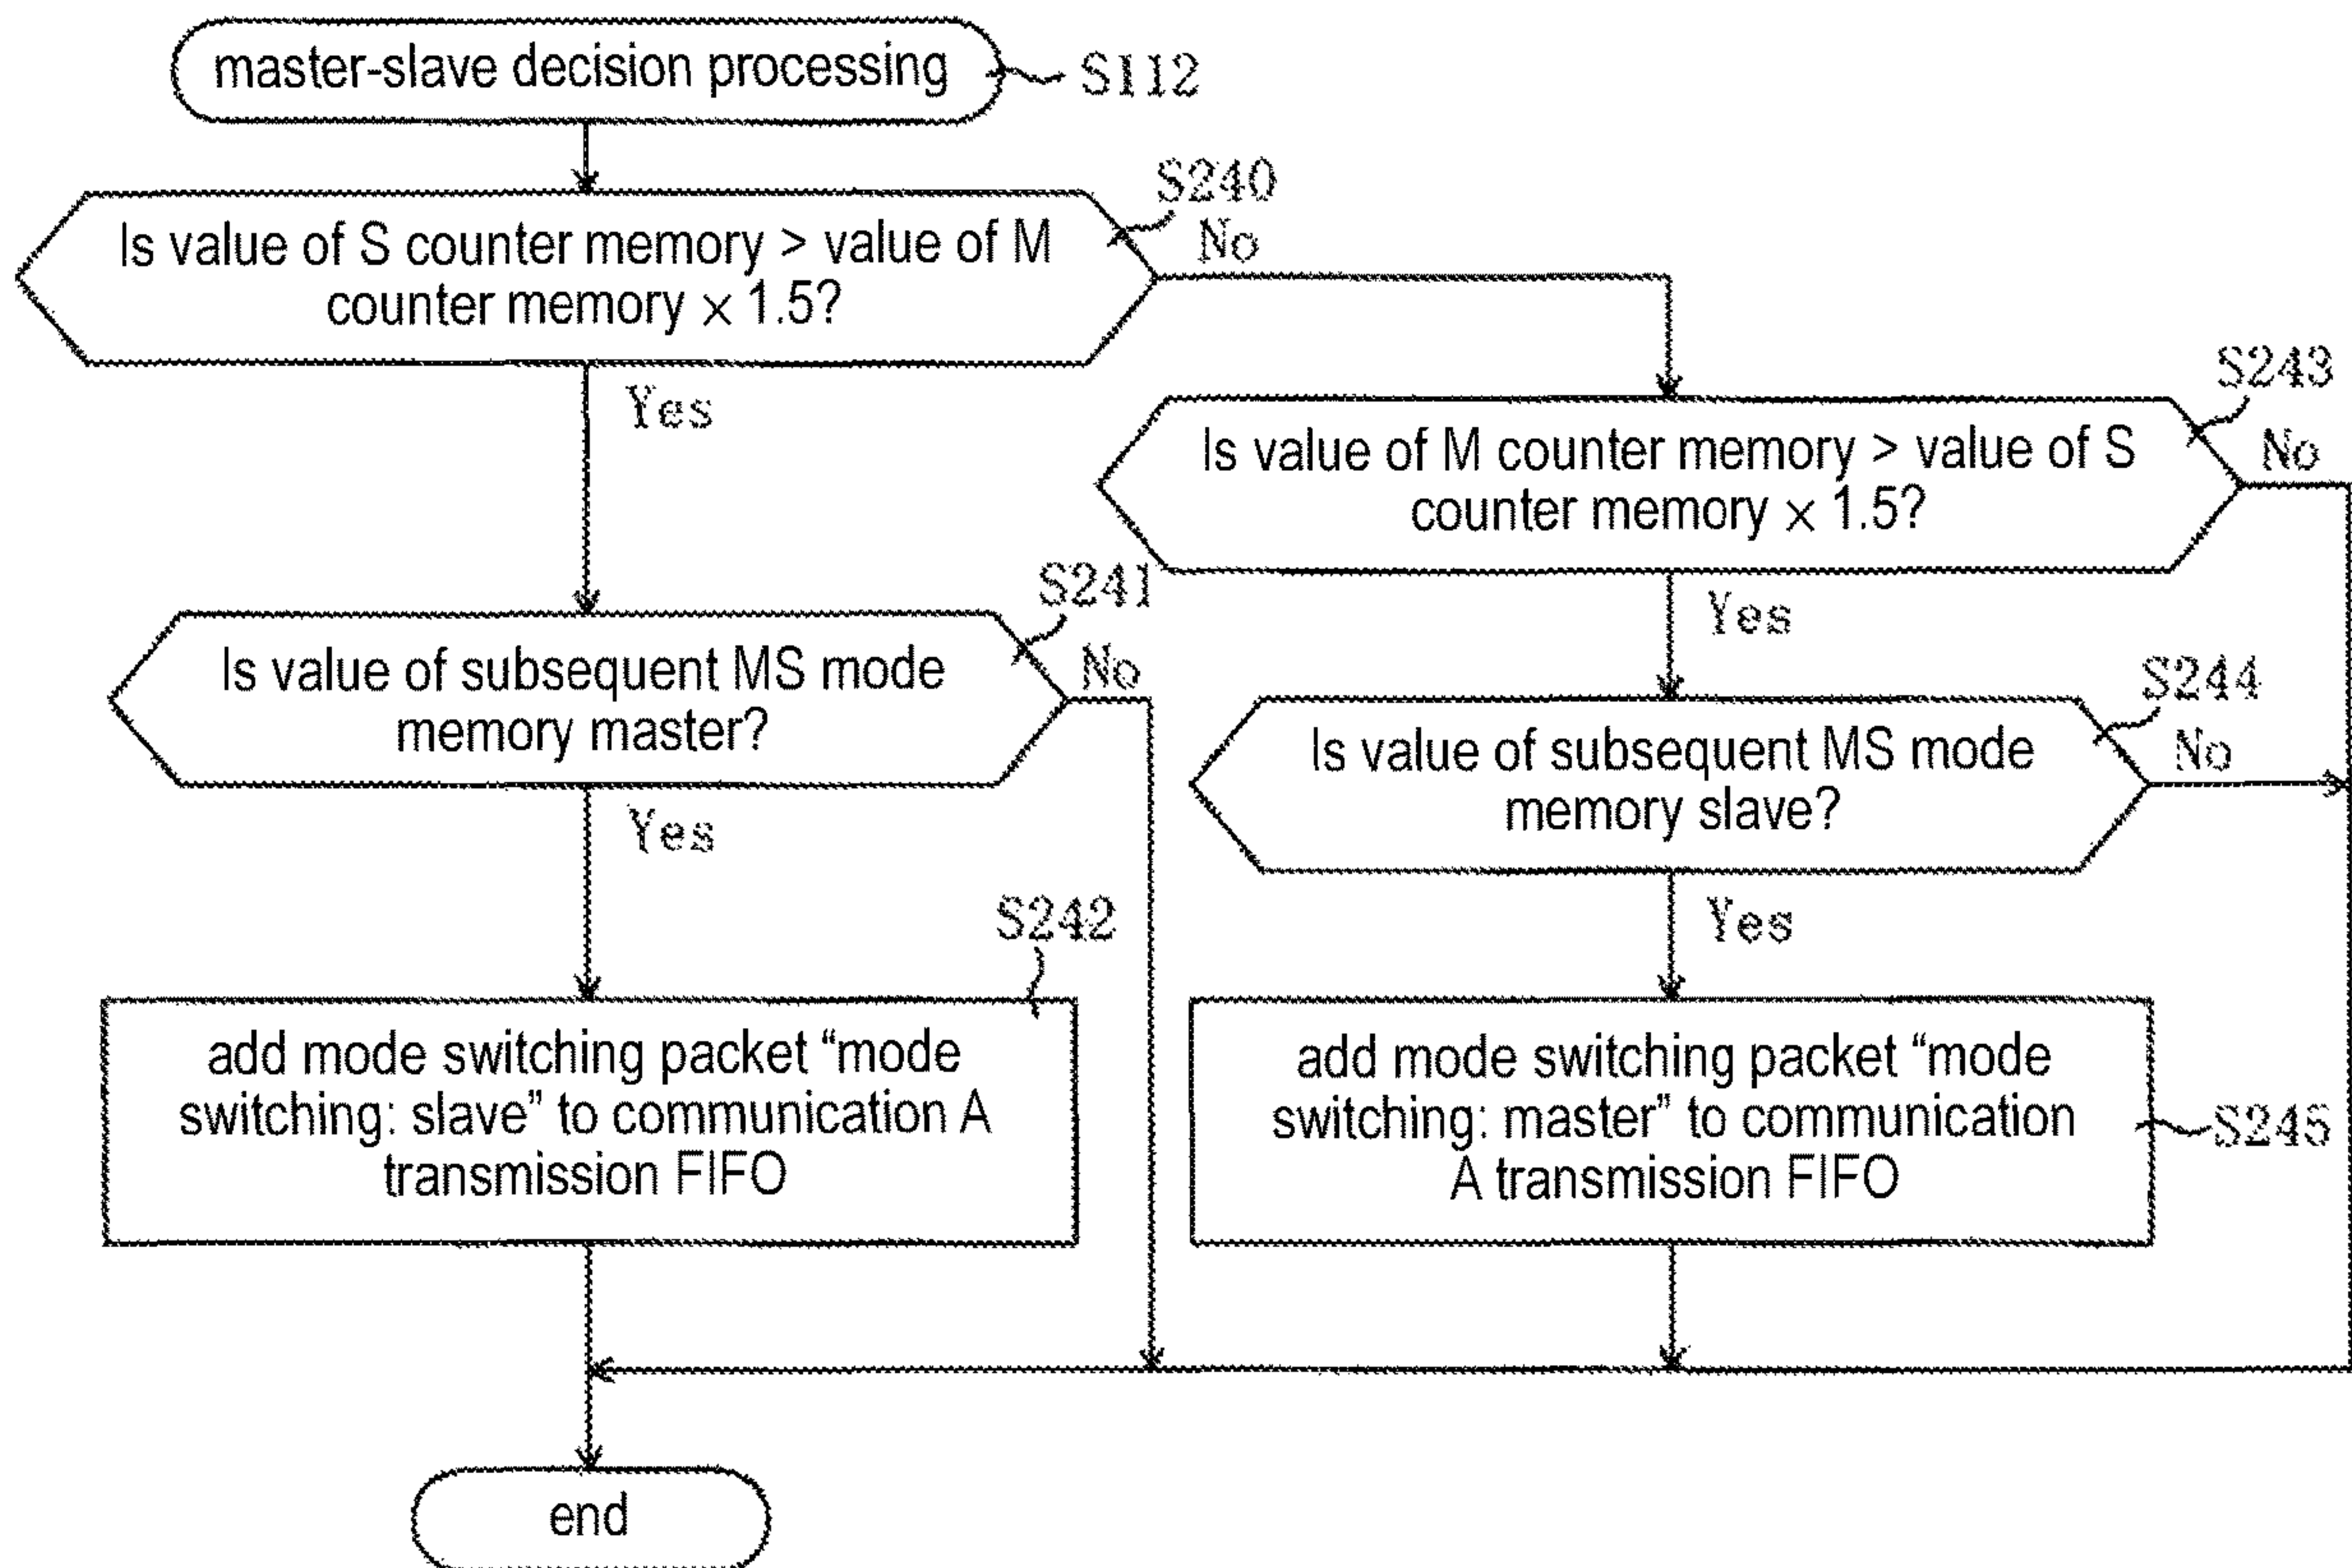 master-slave decision processing
S112
S240
Is value of S counter memory > value of M
counter memory × 1.5?
No
Yes
S243
Is value of M counter memory > value of S
counter memory × 1.5?
No
Yes
S241
Is value of subsequent MS mode
memory master?
No
Yes
S244
Is value of subsequent MS mode
memory slave?
No
Yes
S242
add mode switching packet “mode
switching: slave” to communication A
transmission FIFO
add mode switching packet “mode
switching: master” to communication
A transmission FIFO
S245
end